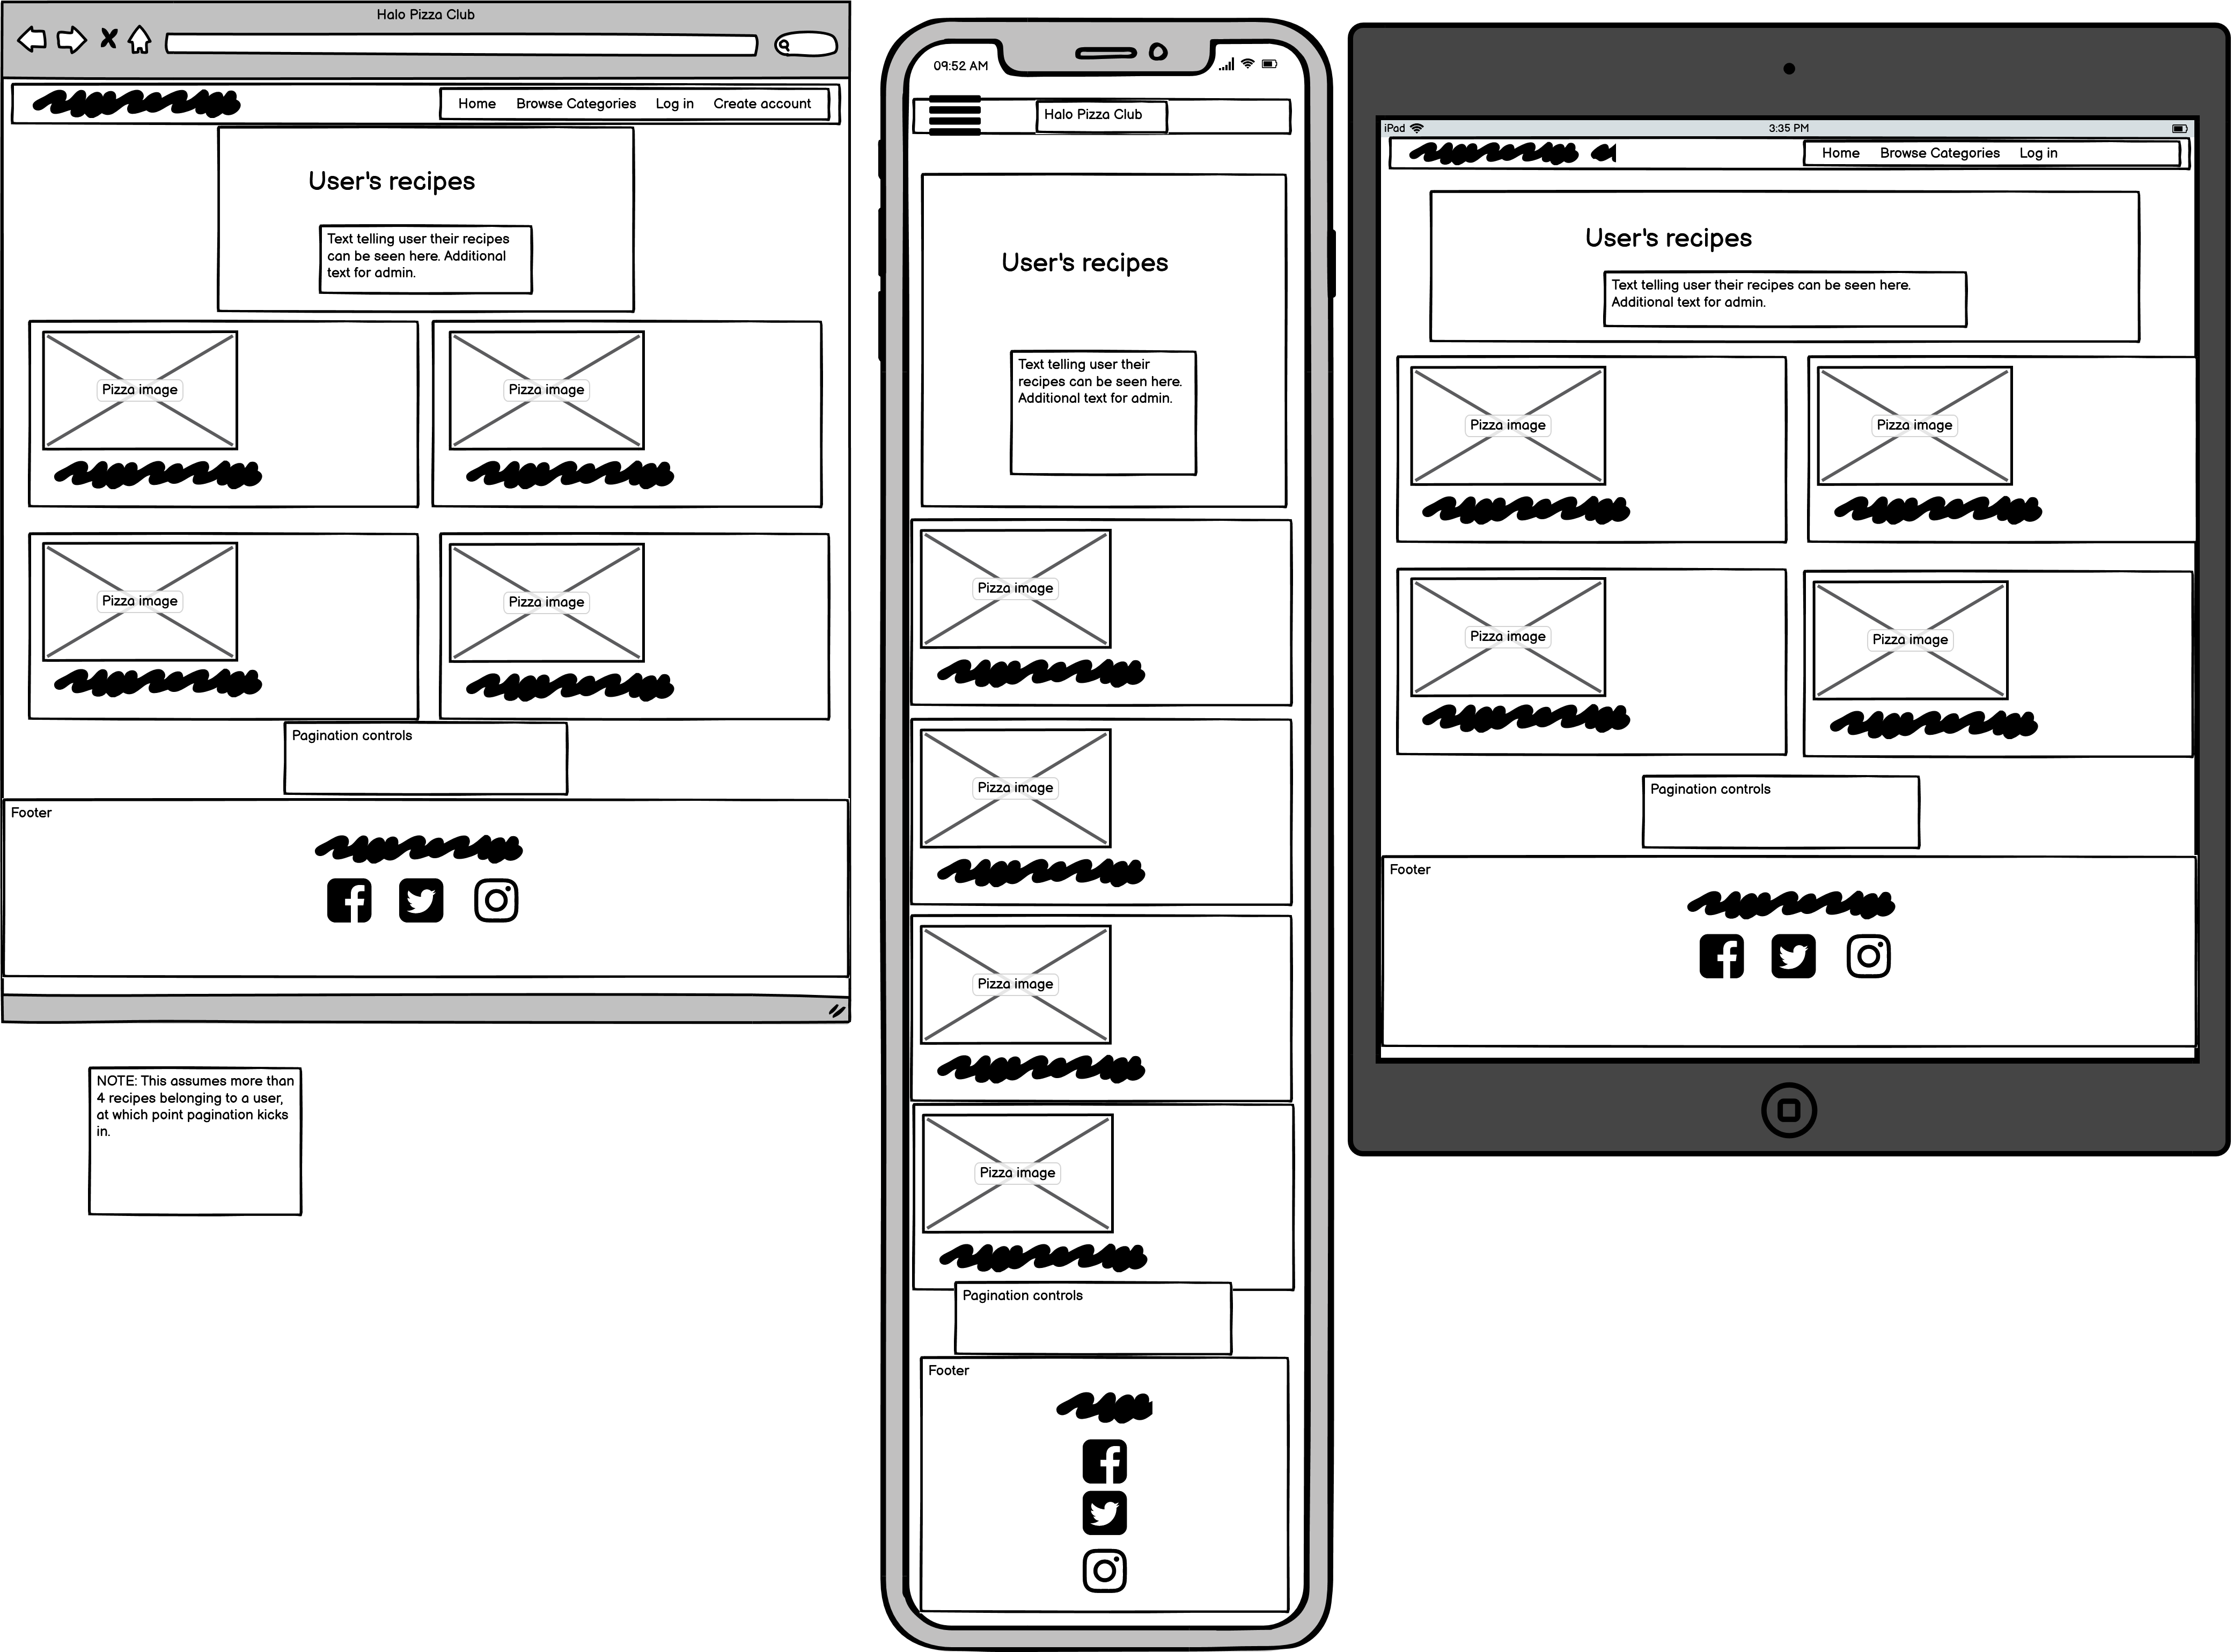 Halo Pizza Club
Home Browse Categories Log in Create account
User's recipes
Text telling user their recipes
can be seen here. Additional
text for admin.
Pizza image
Pizza image
Pizza image
Pizza image
Pagination controls
Footer
NOTE: This assumes more than
4 recipes belonging to a user,
at which point pagination kicks
in.
09:52 AM
Halo Pizza Club
User's recipes
Text telling user their
recipes can be seen here.
Additional text for admin.
Pizza image
Pizza image
Pizza image
Pizza image
Pagination controls
Footer
iPad 3:35 PM
Home Browse Categories Log in
User's recipes
Text telling user their recipes can be seen here.
Additional text for admin.
Pizza image
Pizza image
Pizza image
Pizza image
Pagination controls
Footer